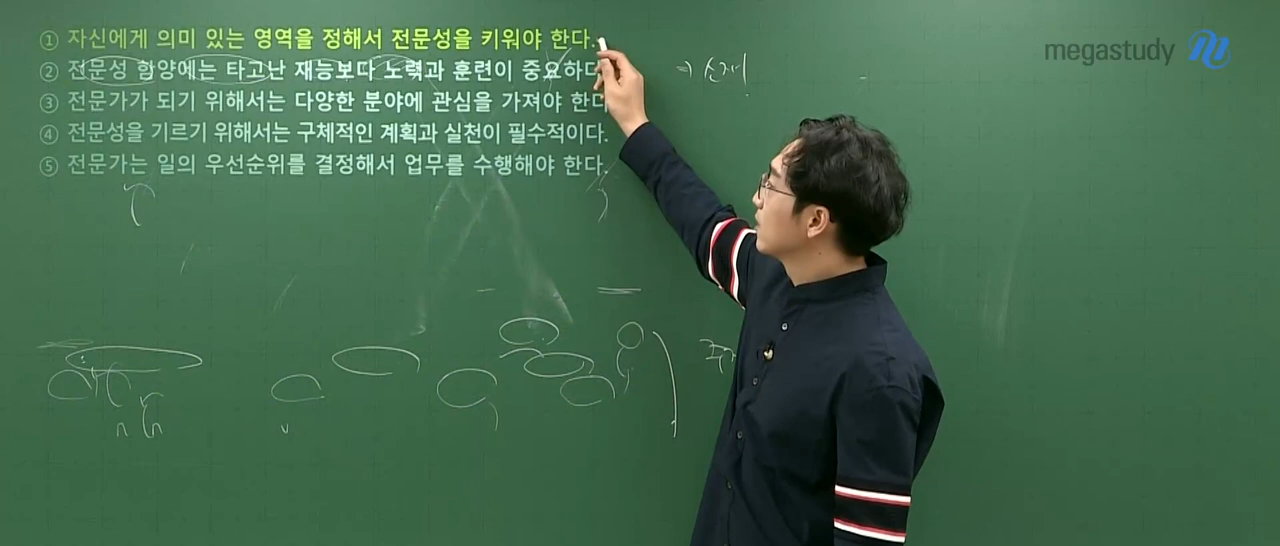 ① 자신에게 의미 있는 영역을 정해서 전문성을 키워야 한다.
② 전문성 함양에는 타고난 재능보다 노력과 훈련이 중요하다
③ 전문가가 되기 위해서는 다양한 분야에 관심을 가져야 한다
④ 전문성을 기르기 위해서는 구체적인 계획과 실천이 필수적이다.
⑤ 전문가는 일의 우선순위를 결정해서 업무를 수행해야 한다.
⇒ 소재
megastudy